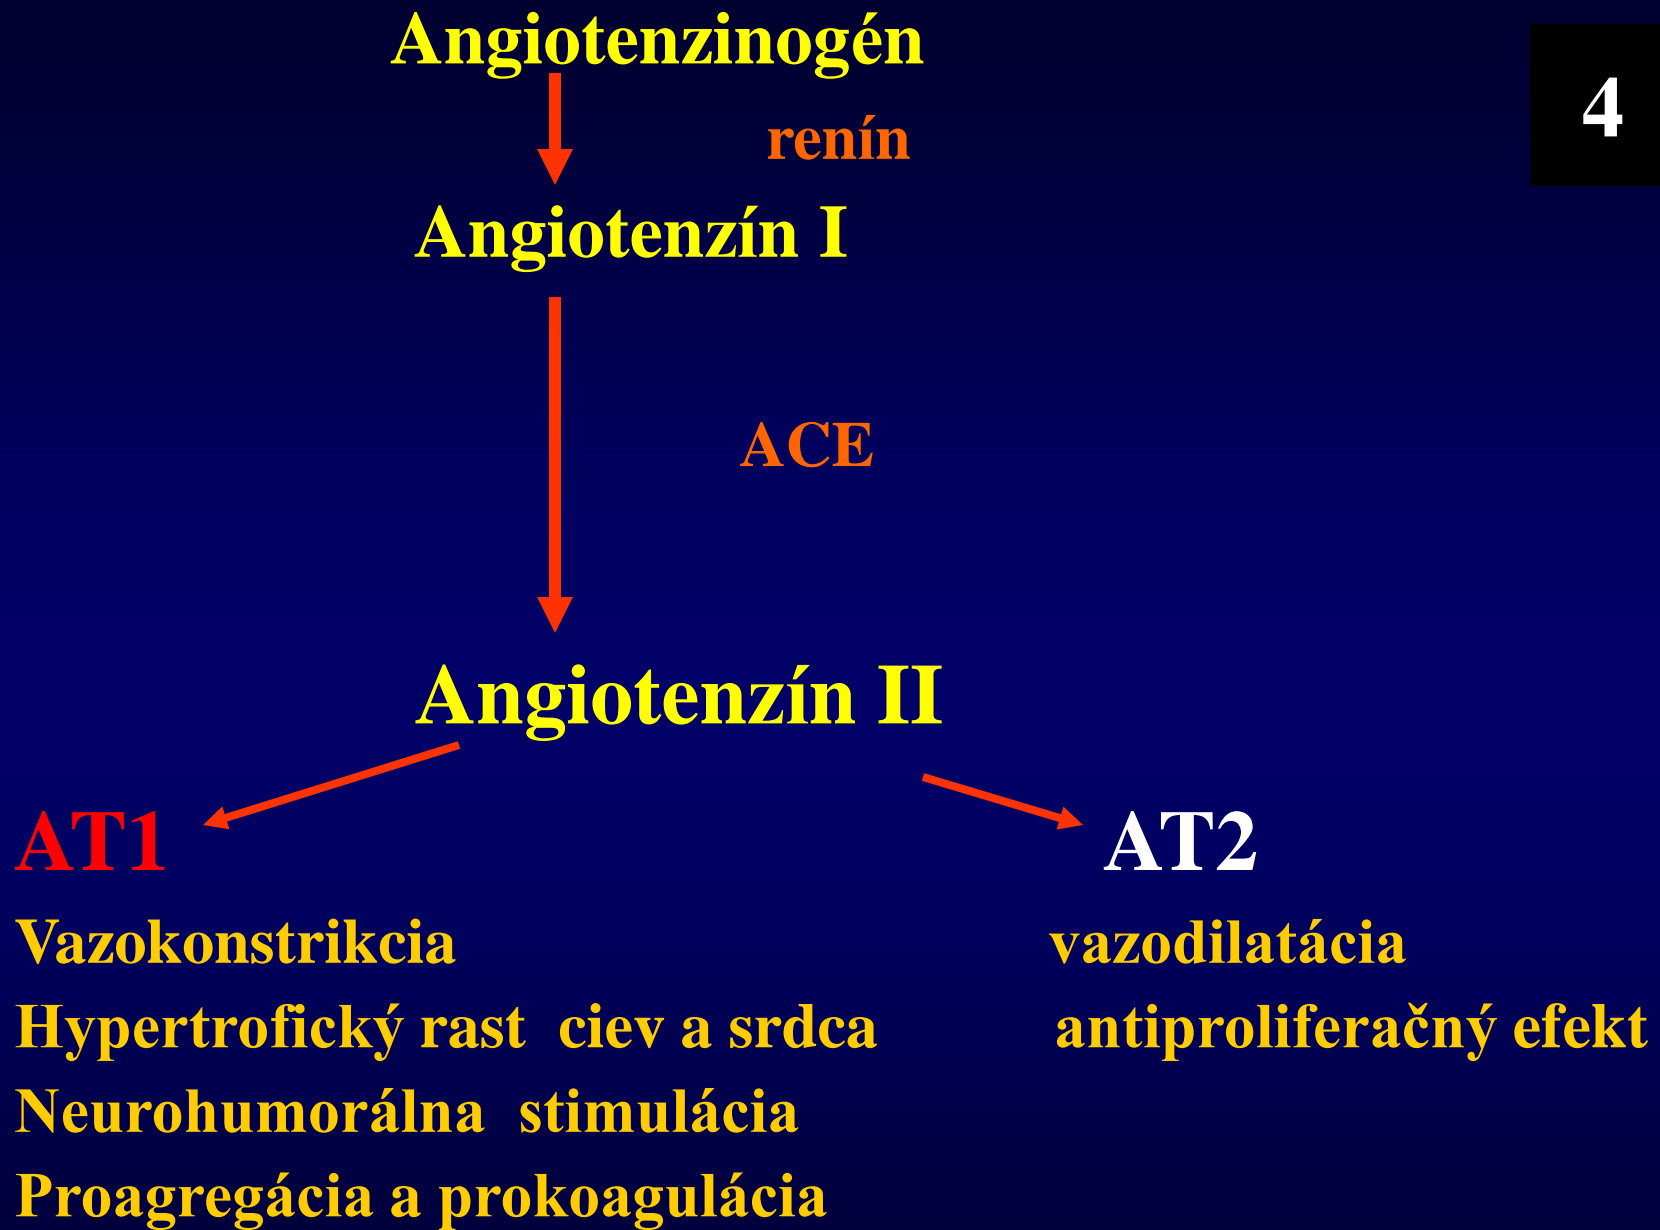 Angiotenzinogén
4
renín
Angiotenzín I
ACE
Angiotenzín II
AT1 AT2
Vazokonstrikcia vazodilatácia
Hypertrofický rast ciev a srdca antiproliferačný efekt
Neurohumorálna stimulácia
Proagregácia a prokoagulácia